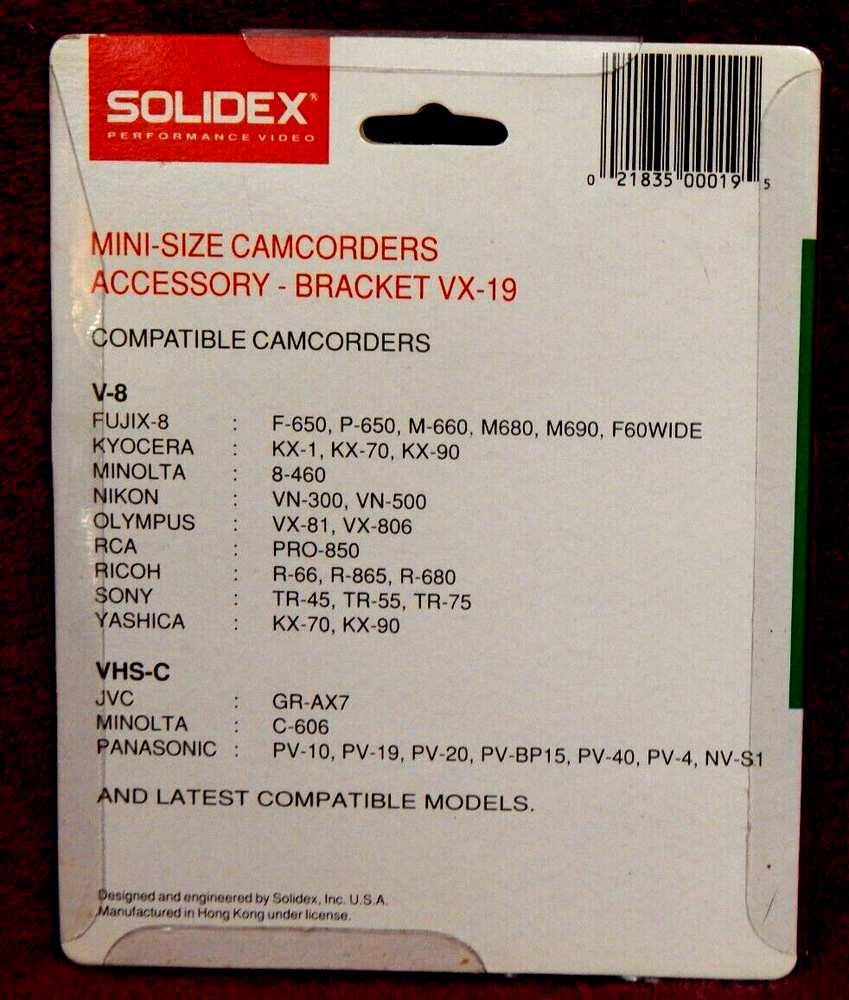 SOLIDEX®
PERFORMANCE VIDEO
0 21835 00019 5
MINI-SIZE CAMCORDERS
ACCESSORY - BRACKET VX-19
COMPATIBLE CAMCORDERS
V-8
FUJIX-8 : F-650, P-650, M-660, M680, M690, F60WIDE
KYOCERA : KX-1, KX-70, KX-90
MINOLTA : 8-460
NIKON : VN-300, VN-500
OLYMPUS : VX-81, VX-806
RCA : PRO-850
RICOH : R-66, R-865, R-680
SONY : TR-45, TR-55, TR-75
YASHICA : KX-70, KX-90
VHS-C
JVC : GR-AX7
MINOLTA : C-606
PANASONIC : PV-10, PV-19, PV-20, PV-BP15, PV-40, PV-4, NV-S1
AND LATEST COMPATIBLE MODELS.
Designed and engineered by Solidex, Inc. U.S.A.
Manufactured in Hong Kong under license.